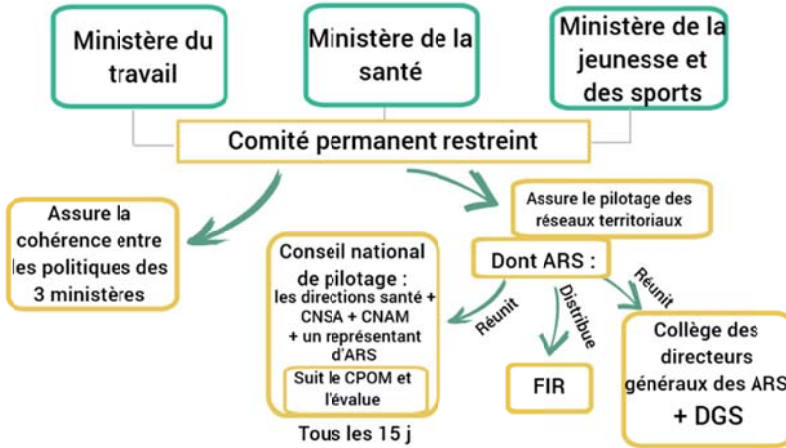 Ministère du
travail
Ministère de la
santé
Ministère de la
jeunesse et
des sports
Comité permanent restreint
Assure la
cohérence entre
les politiques des
3 ministères
Assure le pilotage des
réseaux territoriaux
Dont ARS :
Conseil national
de pilotage :
les directions santé +
CNSA + CNAM
+ un représentant
d'ARS
Suit le CPOM et
l'évalue
Tous les 15 j
Réunit
Distribue
Réunit
FIR
Collège des
directeurs
généraux des ARS
+ DGS